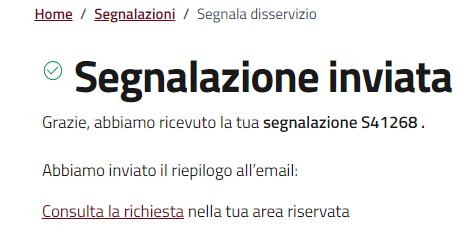 Home / Segnalazioni / Segnala disservizio
Segnalazione inviata
Grazie, abbiamo ricevuto la tua segnalazione S41268 .
Abbiamo inviato il riepilogo all’email:
Consulta la richiesta nella tua area riservata